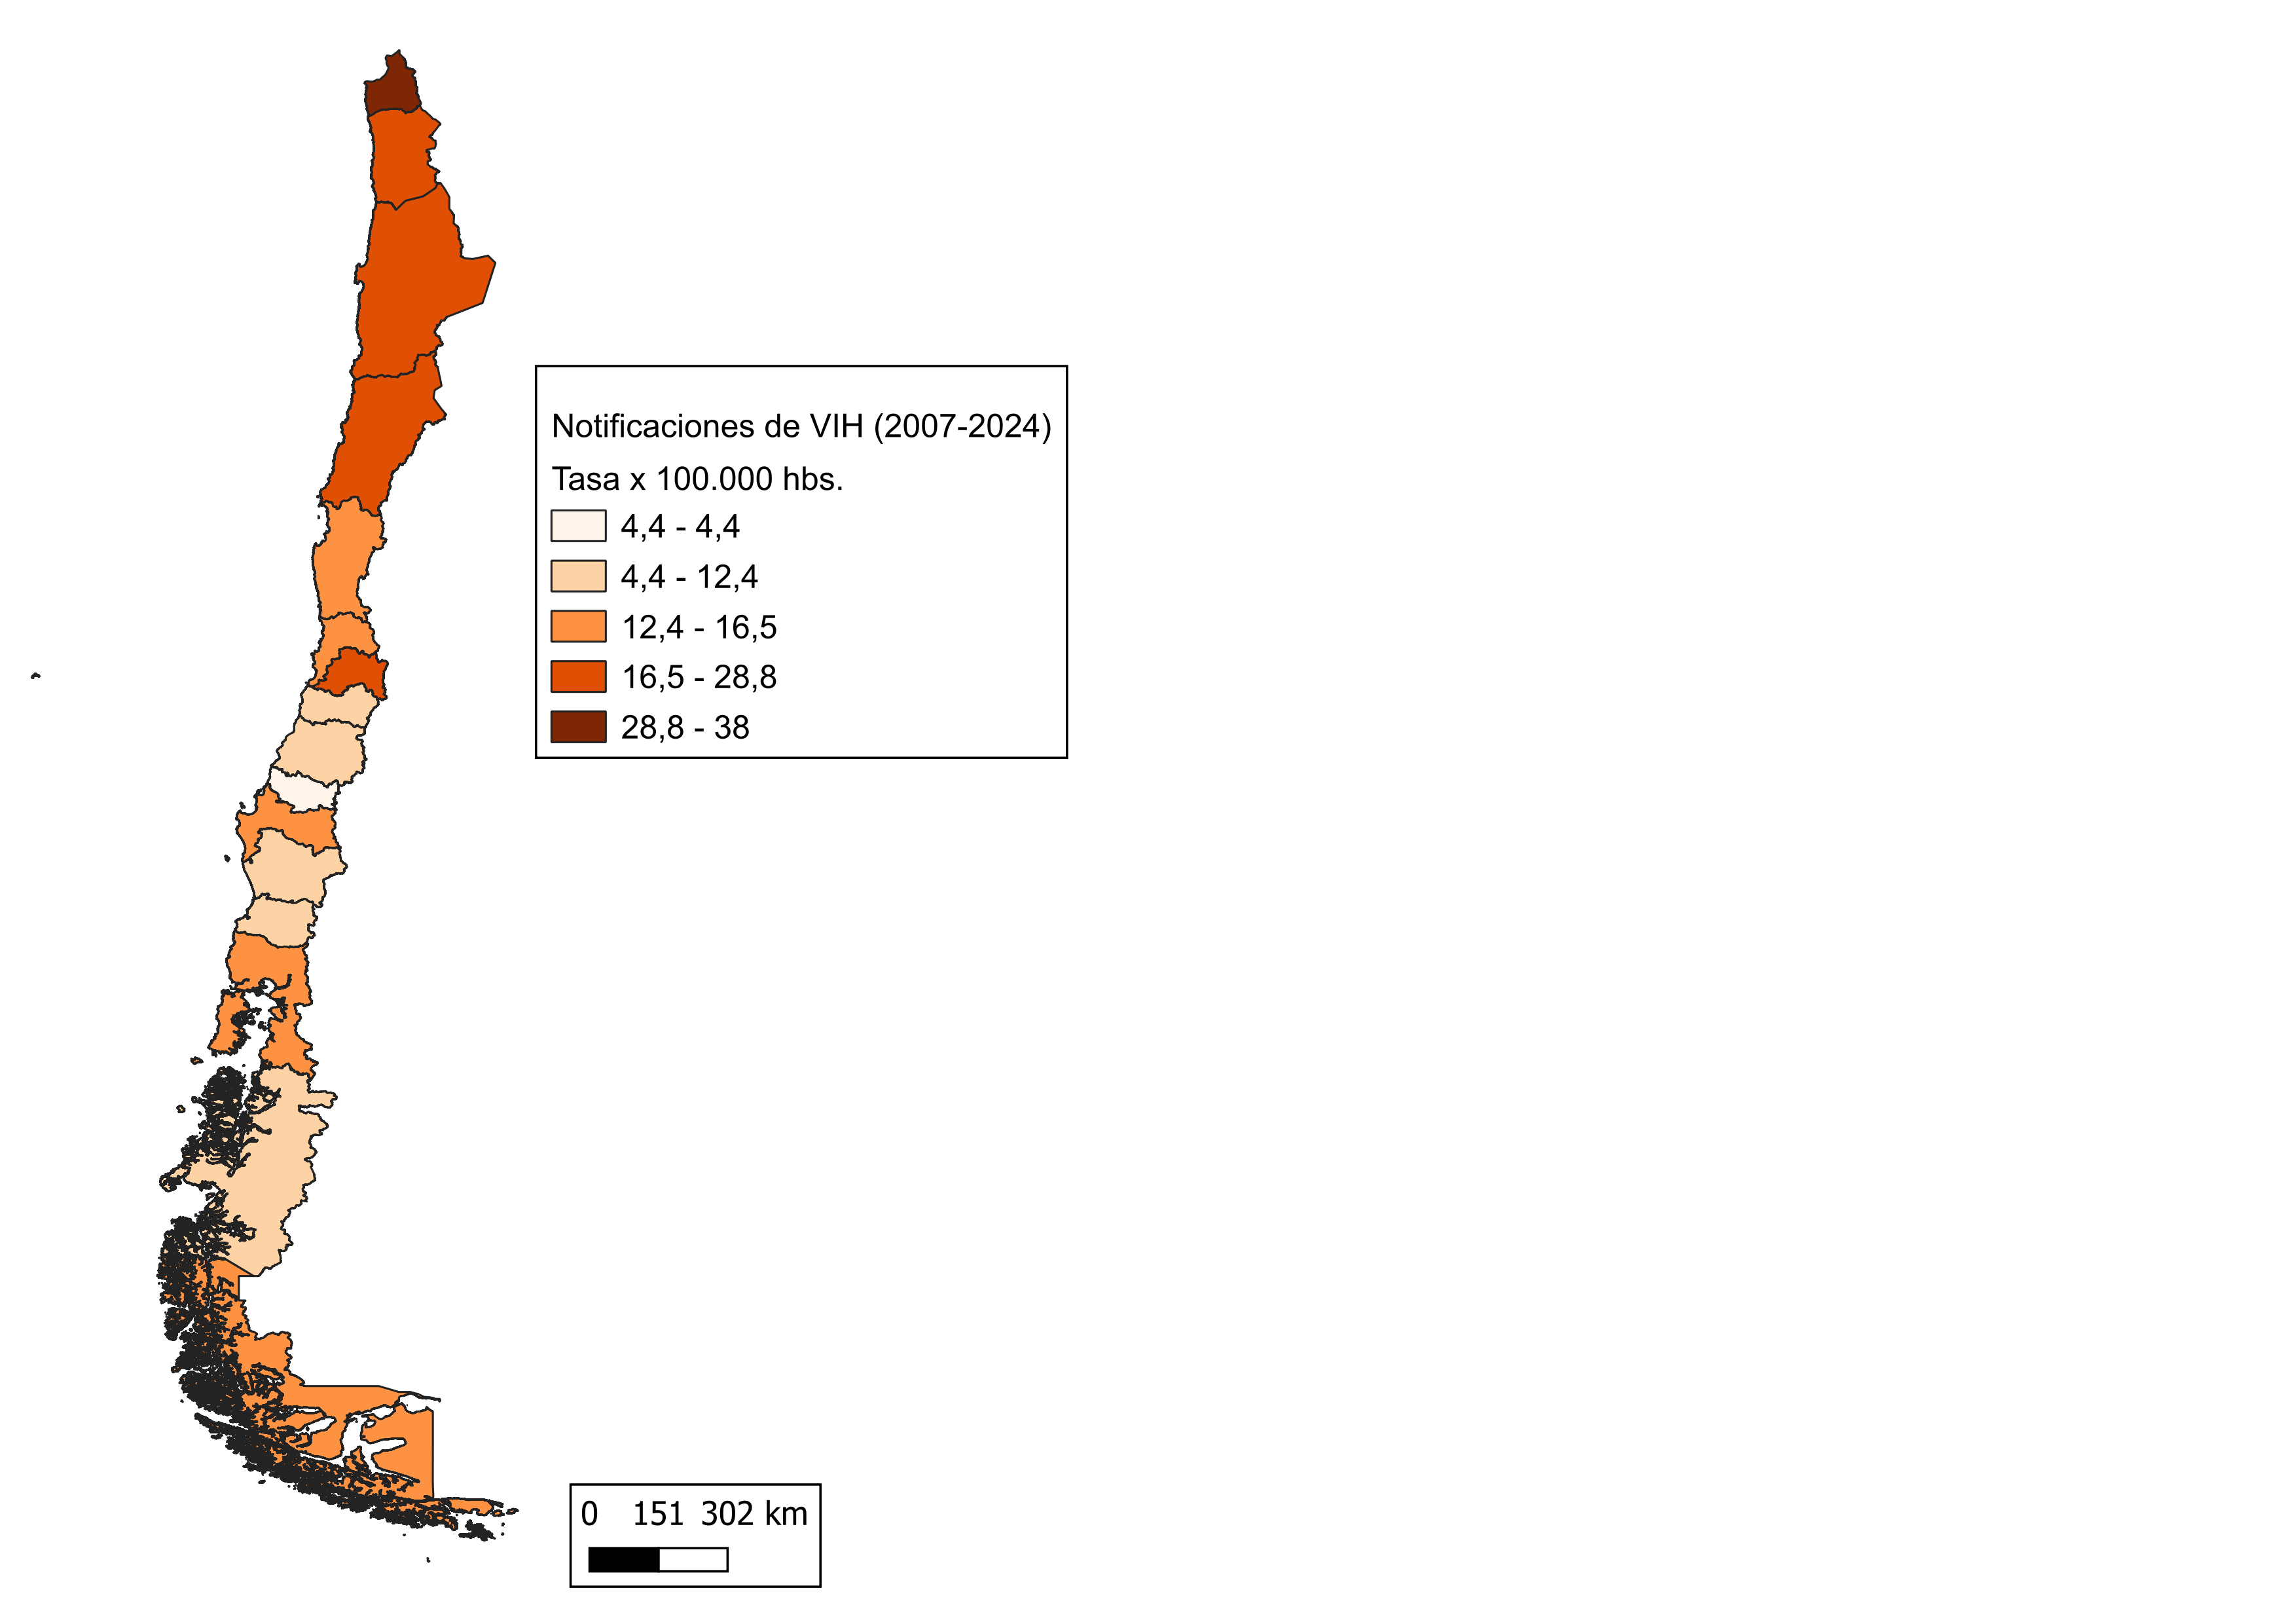 Notificaciones de VIH (2007-2024)
Tasa x 100.000 hbs.
4,4 - 4,4
4,4 - 12,4
12,4 - 16,5
16,5 - 28,8
28,8 - 38
0 151 302 km